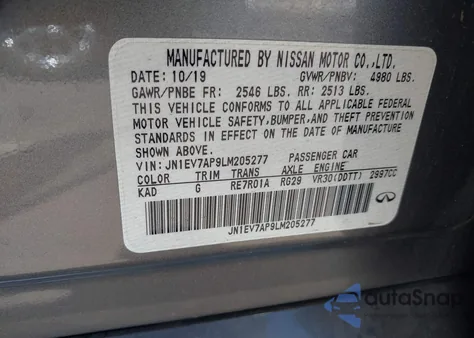 MANUFACTURED BY NISSAN MOTOR CO.,LTD.
DATE: 10/19 GVWR/PNBV: 4980 LBS.
GAWR/PNBE FR: 2546 LBS. RR: 2513 LBS.
THIS VEHICLE CONFORMS TO ALL APPLICABLE FEDERAL
MOTOR VEHICLE SAFETY,BUMPER,AND THEFT PREVENTION
STANDARDS IN EFFECT ON THE DATE OF MANUFACTURE
SHOWN ABOVE.
VIN: JN1EV7AP9LM205277 PASSENGER CAR
COLOR TRIM TRANS AXLE ENGINE
KAD G RE7R01A RG29 VR30(DDTT) 2997CC
JN1EV7AP9LM205277
autoSnap